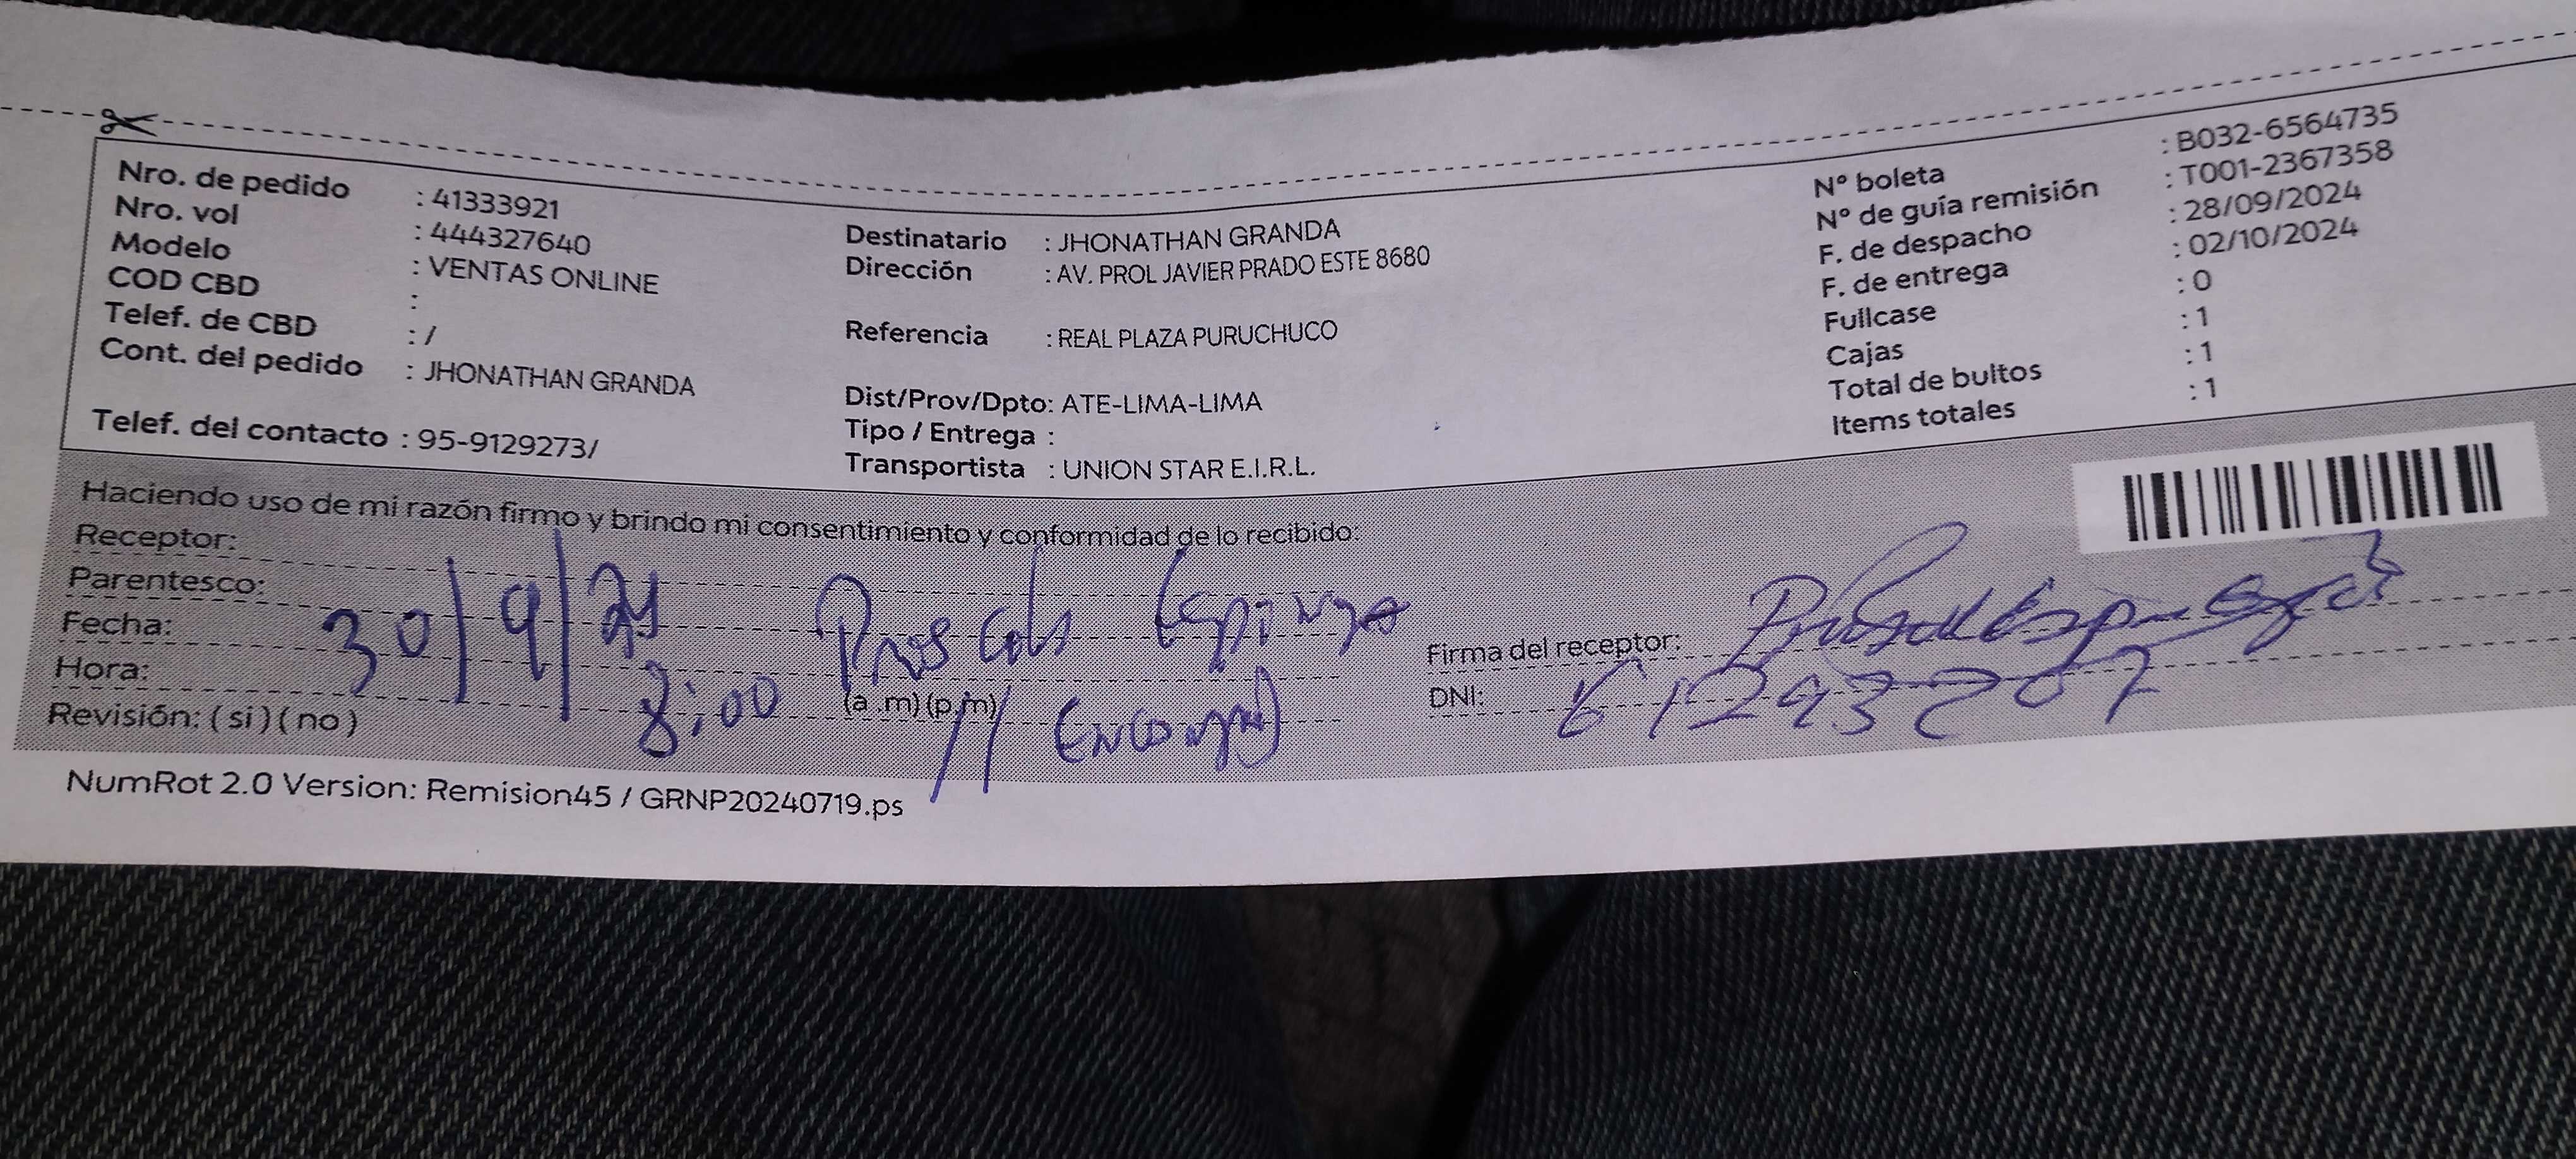 Nro. de pedido : 41333921
Nro. vol : 444327640
Modelo : VENTAS ONLINE
COD CBD :
Telef. de CBD : /
Cont. del pedido : JHONATHAN GRANDA
Telef. del contacto : 95-9129273/
Destinatario : JHONATHAN GRANDA
Dirección : AV. PROL JAVIER PRADO ESTE 8680
Referencia : REAL PLAZA PURUCHUCO
Dist/Prov/Dpto: ATE-LIMA-LIMA
Tipo / Entrega :
Transportista : UNION STAR E.I.R.L.
N° boleta : B032-6564735
N° de guía remisión : T001-2367358
F. de despacho : 28/09/2024
F. de entrega : 02/10/2024
Fullcase : 0
Cajas : 1
Total de bultos : 1
Items totales : 1
Haciendo uso de mi razón firmo y brindo mi consentimiento y conformidad de lo recibido:
Receptor:
Parentesco:
Fecha: 30/9/24
Hora: 8:00 (a.m)(p.m)
Revisión: (si)(no)
Firma del receptor:
DNI:
NumRot 2.0 Version: Remision45 / GRNP20240719.ps